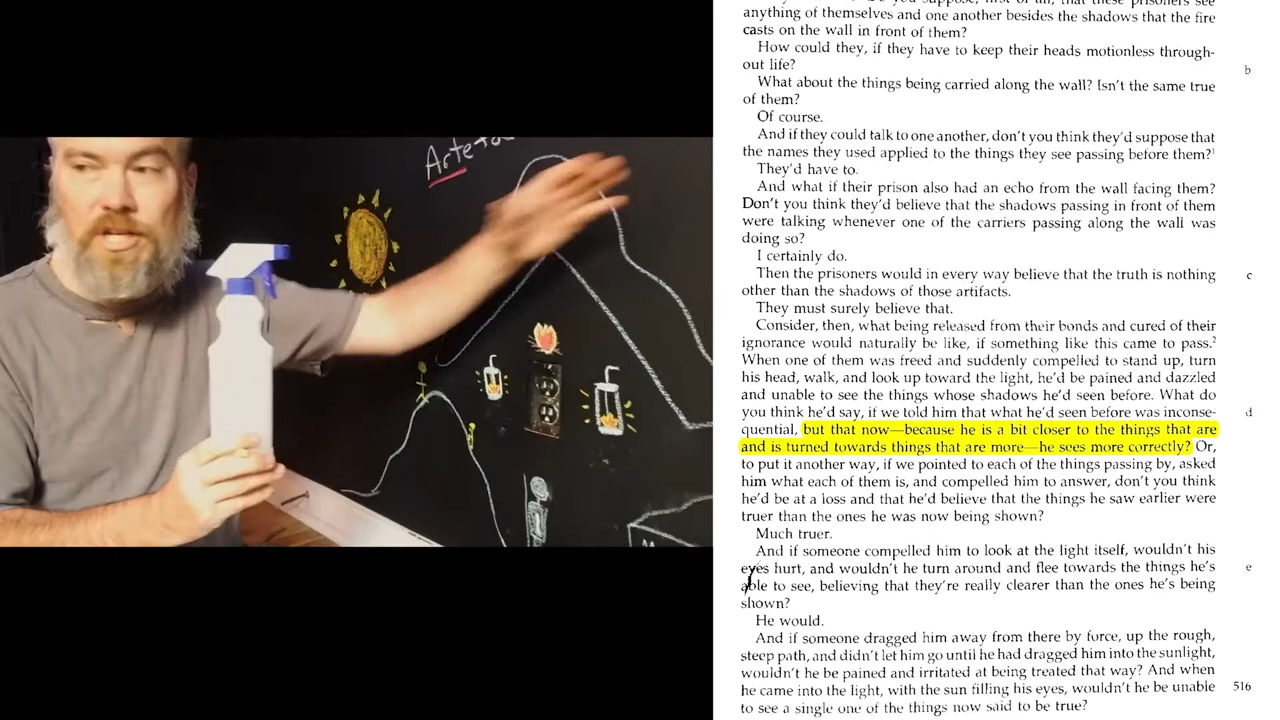 Artefa
you suppose, first of all, that these prisoners see
anything of themselves and one another besides the shadows that the fire
casts on the wall in front of them?
How could they, if they have to keep their heads motionless through-
out life?
b
What about the things being carried along the wall? Isn't the same true
of them?
Of course.
And if they could talk to one another, don't you think they'd suppose that
the names they used applied to the things they see passing before them?¹
They'd have to.
And what if their prison also had an echo from the wall facing them?
Don't you think they'd believe that the shadows passing in front of them
were talking whenever one of the carriers passing along the wall was
doing so?
I certainly do.
Then the prisoners would in every way believe that the truth is nothing c
other than the shadows of those artifacts.
They must surely believe that.
Consider, then, what being released from their bonds and cured of their
ignorance would naturally be like, if something like this came to pass.²
When one of them was freed and suddenly compelled to stand up, turn
his head, walk, and look up toward the light, he'd be pained and dazzled
and unable to see the things whose shadows he'd seen before. What do
you think he'd say, if we told him that what he'd seen before was inconse- d
quential, but that now—because he is a bit closer to the things that are
and is turned towards things that are more—he sees more correctly? Or,
to put it another way, if we pointed to each of the things passing by, asked
him what each of them is, and compelled him to answer, don't you think
he'd be at a loss and that he'd believe that the things he saw earlier were
truer than the ones he was now being shown?
Much truer.
And if someone compelled him to look at the light itself, wouldn't his
eyes hurt, and wouldn't he turn around and flee towards the things he's e
able to see, believing that they're really clearer than the ones he's being
shown?
He would.
And if someone dragged him away from there by force, up the rough,
steep path, and didn't let him go until he had dragged him into the sunlight,
wouldn't he be pained and irritated at being treated that way? And when
he came into the light, with the sun filling his eyes, wouldn't he be unable 516
to see a single one of the things now said to be true?